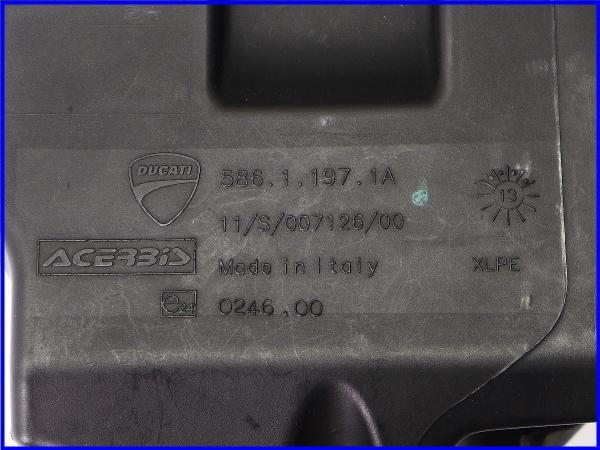 DUCATI
586.1.197.1A
11/S/007126/00
ACERBIS
Made in Italy
e24 0246.00
13
XLPE